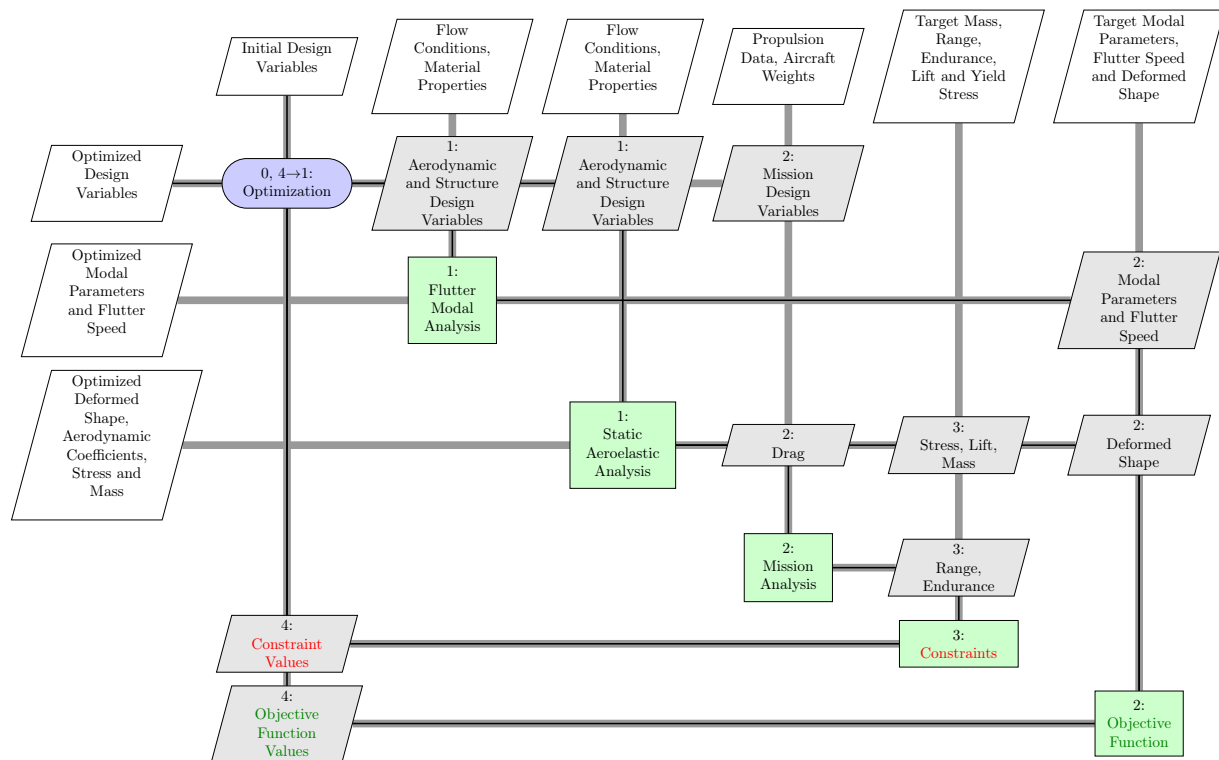 Initial Design
Variables
Flow
Conditions,
Material
Properties
Flow
Conditions,
Material
Properties
Propulsion
Data, Aircraft
Weights
Target Mass,
Range,
Endurance,
Lift and Yield
Stress
Target Modal
Parameters,
Flutter Speed
and Deformed
Shape
Optimized
Design
Variables
0, 4→1:
Optimization
1:
Aerodynamic
and Structure
Design
Variables
1:
Aerodynamic
and Structure
Design
Variables
2:
Mission
Design
Variables
Optimized
Modal
Parameters
and Flutter
Speed
1:
Flutter
Modal
Analysis
2:
Modal
Parameters
and Flutter
Speed
Optimized
Deformed
Shape,
Aerodynamic
Coefficients,
Stress and
Mass
1:
Static
Aeroelastic
Analysis
2:
Drag
3:
Stress, Lift,
Mass
2:
Deformed
Shape
2:
Mission
Analysis
3:
Range,
Endurance
4:
Constraint
Values
3:
Constraints
4:
Objective
Function
Values
2:
Objective
Function